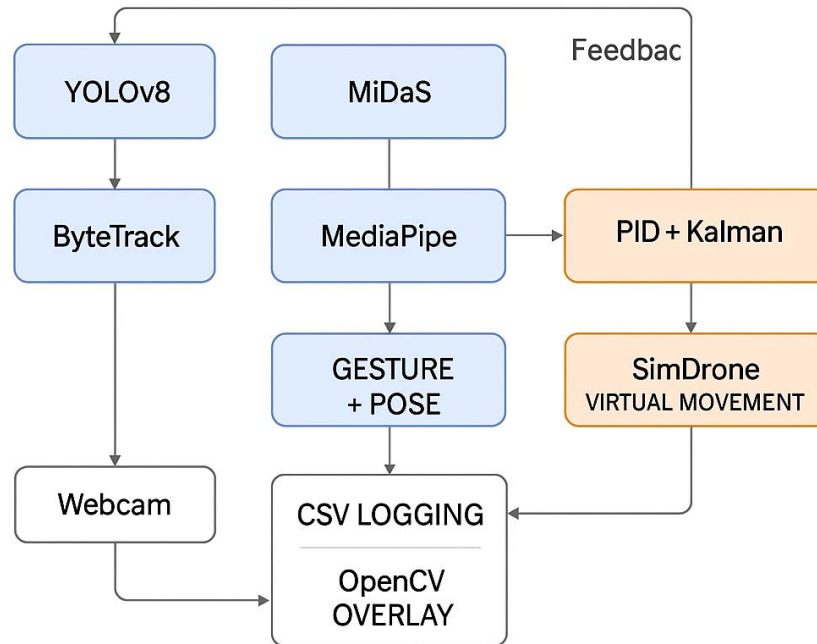 Feedbac
YOLOv8
MiDaS
ByteTrack
MediaPipe
PID + Kalman
GESTURE
+ POSE
SimDrone
VIRTUAL MOVEMENT
Webcam
CSV LOGGING
OpenCV
OVERLAY